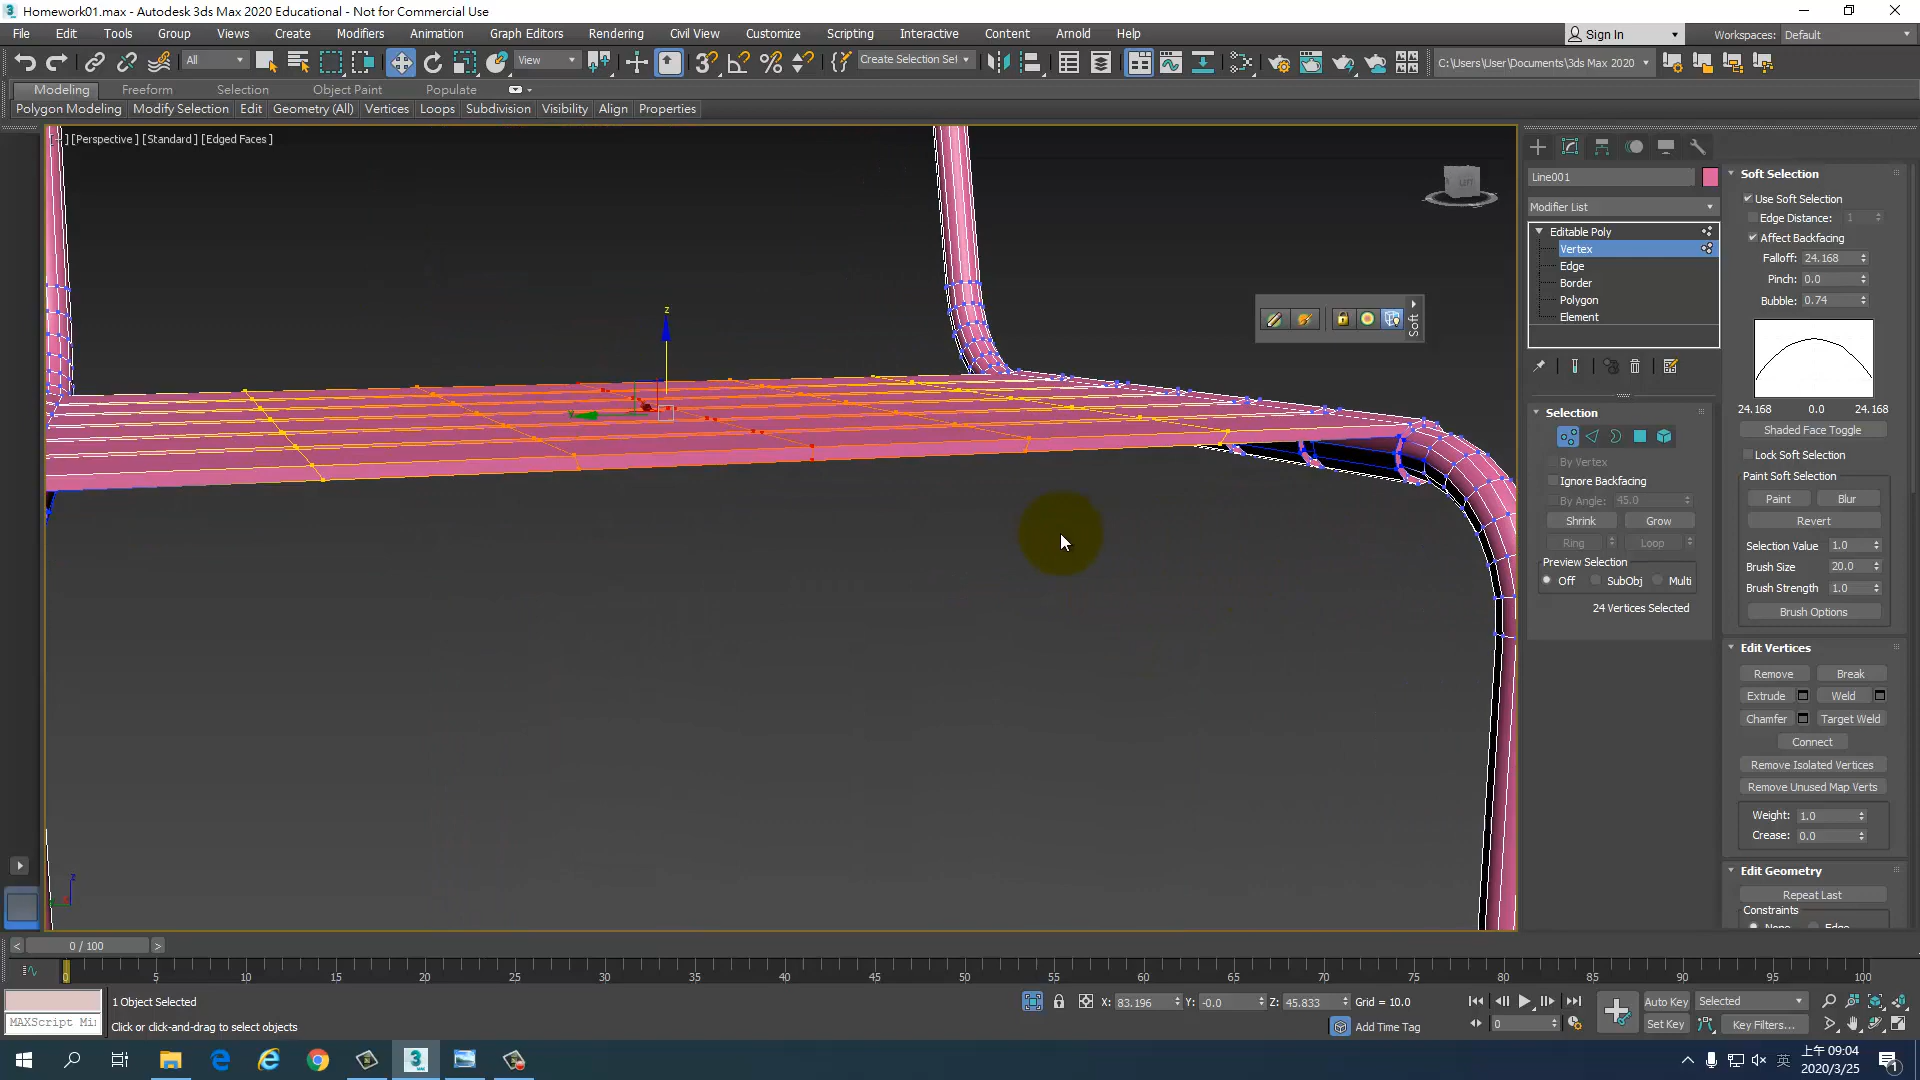 Homework01.max - Autodesk 3ds Max 2020 Educational - Not for Commercial Use
File Edit Tools Group Views Create Modifiers Animation Graph Editors Rendering Civil View Customize Scripting Interactive Content Arnold Help
Sign In Workspaces: Default
All View Create Selection Set C:\Users\User\Documents\3ds Max 2020
Modeling Freeform Selection Object Paint Populate
Polygon Modeling Modify Selection Edit Geometry (All) Vertices Loops Subdivision Visibility Align Properties
[Perspective ] [Standard ] [Edged Faces ]
Line001
Modifier List
Editable Poly
Vertex
Edge
Border
Polygon
Element
Selection
By Vertex
Ignore Backfacing
By Angle: 45.0
Shrink Grow
Ring Loop
Preview Selection
Off SubObj Multi
24 Vertices Selected
Soft Selection
Use Soft Selection
Edge Distance: 1
Affect Backfacing
Falloff: 24.168
Pinch: 0.0
Bubble: 0.74
24.168 0.0 24.168
Shaded Face Toggle
Lock Soft Selection
Paint Soft Selection
Paint Blur
Revert
Selection Value 1.0
Brush Size 20.0
Brush Strength 1.0
Brush Options
Edit Vertices
Remove Break
Extrude Weld
Chamfer Target Weld
Connect
Remove Isolated Vertices
Remove Unused Map Verts
Weight: 1.0
Crease: 0.0
Edit Geometry
Repeat Last
Constraints
None Edge
Soft
z
y
z
0 / 100
0 5 10 15 20 25 30 35 40 45 50 55 60 65 70 75 80 85 90 95 100
1 Object Selected
X: 83.196 Y: -0.0 Z: 45.833 Grid = 10.0
Auto Key Selected
MAXScript Mi
Click or click-and-drag to select objects
Add Time Tag
0
Set Key Key Filters...
英
上午 09:04
2020/3/25
1